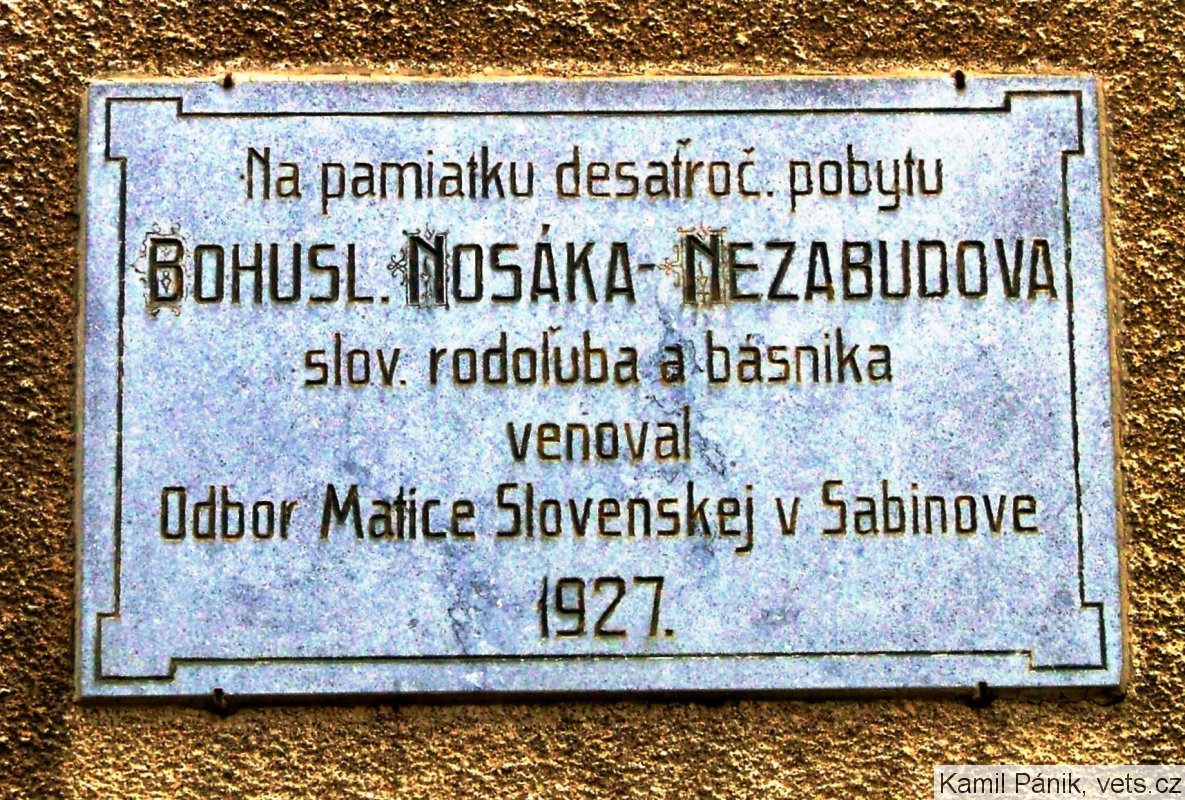 Na pamiatku desaťroč. pobytu
BOHUSL. NOSÁKA-NEZABUDOVA
slov. rodoľuba a básnika
venoval
Odbor Matice Slovenskej v Sabinove
1927.
Kamil Pánik, vets.cz